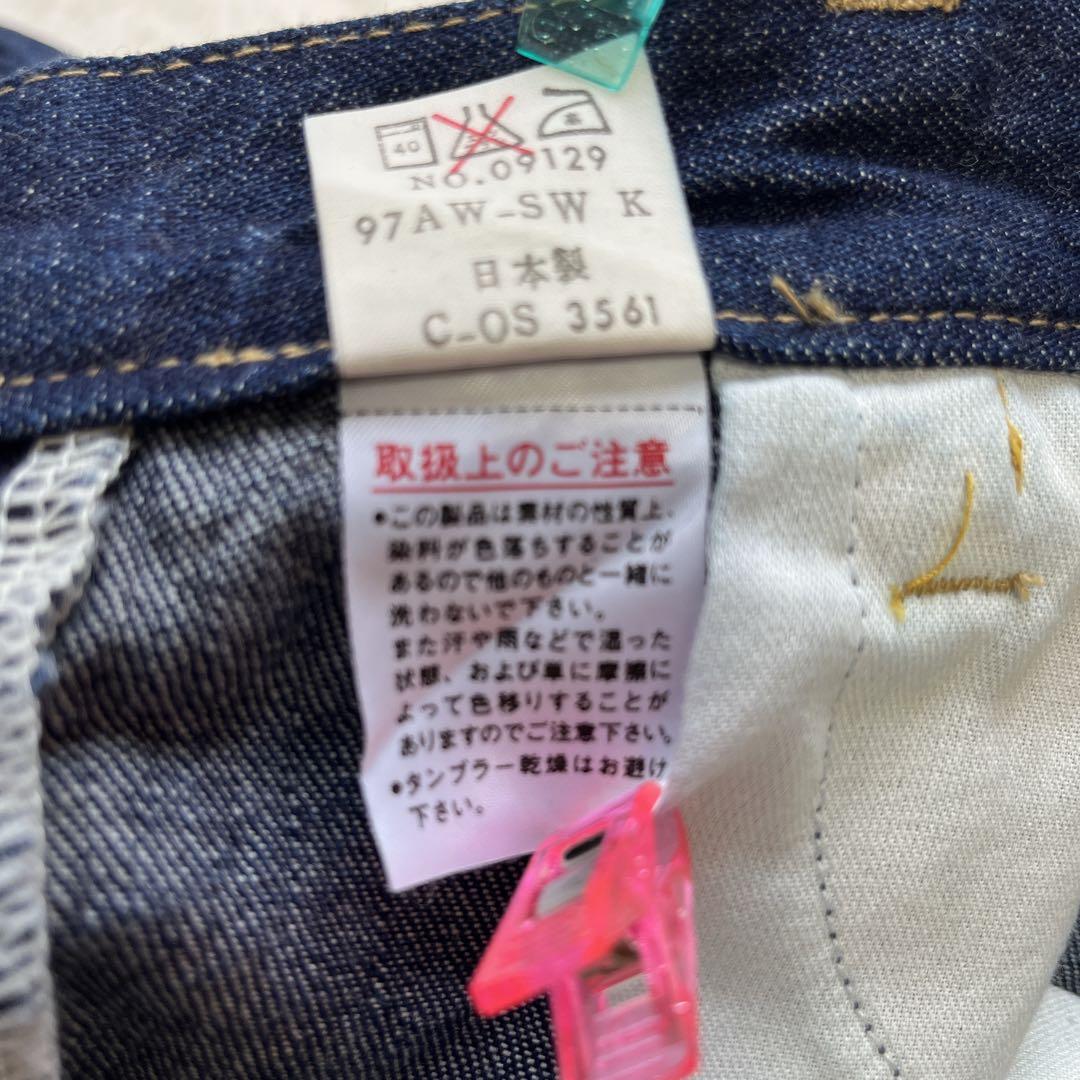 40
NO.09129
97AW-SW K
日本製
C-OS 3561
取扱上のご注意
•この製品は素材の性質上、
染料が色落ちすることが
あるので他のものと一緒に
洗わないで下さい。
また汗や雨などで湿った
状態、および単に摩擦に
よって色移りすることが
ありますのでご注意下さい。
•タンブラー乾燥はお避け
下さい。